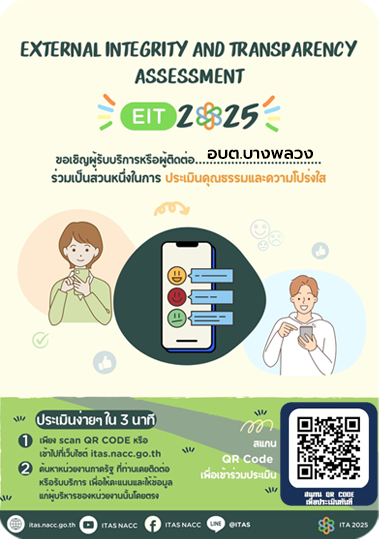 EXTERNAL INTEGRITY AND TRANSPARENCY
ASSESSMENT
EIT 2025
ขอเชิญผู้รับบริการหรือผู้ติดต่อ...อบต.บางพลวง
ร่วมเป็นส่วนหนึ่งในการ ประเมินคุณธรรมและความโปร่งใส
ประเมินง่ายๆ ใน 3 นาที
1 เพียง scan QR CODE หรือ
เข้าไปที่เว็บไซต์ itas.nacc.go.th
2 ค้นหาหน่วยงานภาครัฐ ที่ท่านเคยติดต่อ
หรือรับบริการ เพื่อให้คะแนนและให้ข้อมูล
แก่ผู้บริหารของหน่วยงานนั้นโดยตรง
สแกน
QR Code
เพื่อเข้าร่วมประเมิน
สแกน QR CODE
เพื่อประเมินทันที
itas.nacc.go.th ITAS NACC ITAS NACC LINE @ITAS ITA 2025